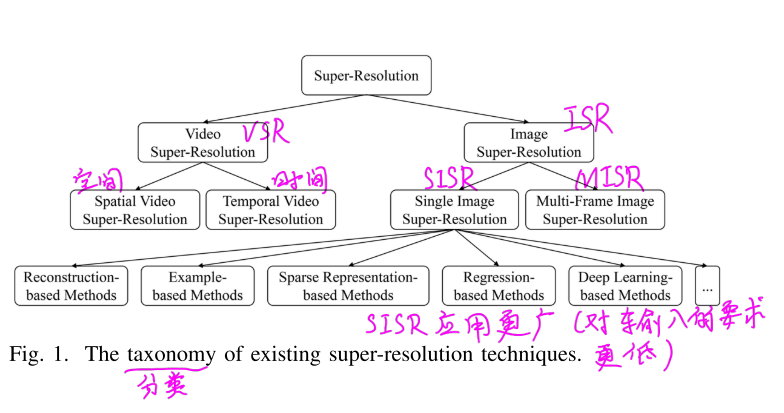 Super-Resolution
Video VSR
Super-Resolution
Image ISR
Super-Resolution
空间
时间
SISR
MISR
Spatial Video
Super-Resolution
Temporal Video
Super-Resolution
Single Image
Super-Resolution
Multi-Frame Image
Super-Resolution
Reconstruction-
based Methods
Example-
based Methods
Sparse Representation-
based Methods
Regression-
based Methods
Deep Learning-
based Methods
...
SISR 应用更广 (对输入的要求
更低)
Fig. 1. The taxonomy of existing super-resolution techniques.
分类